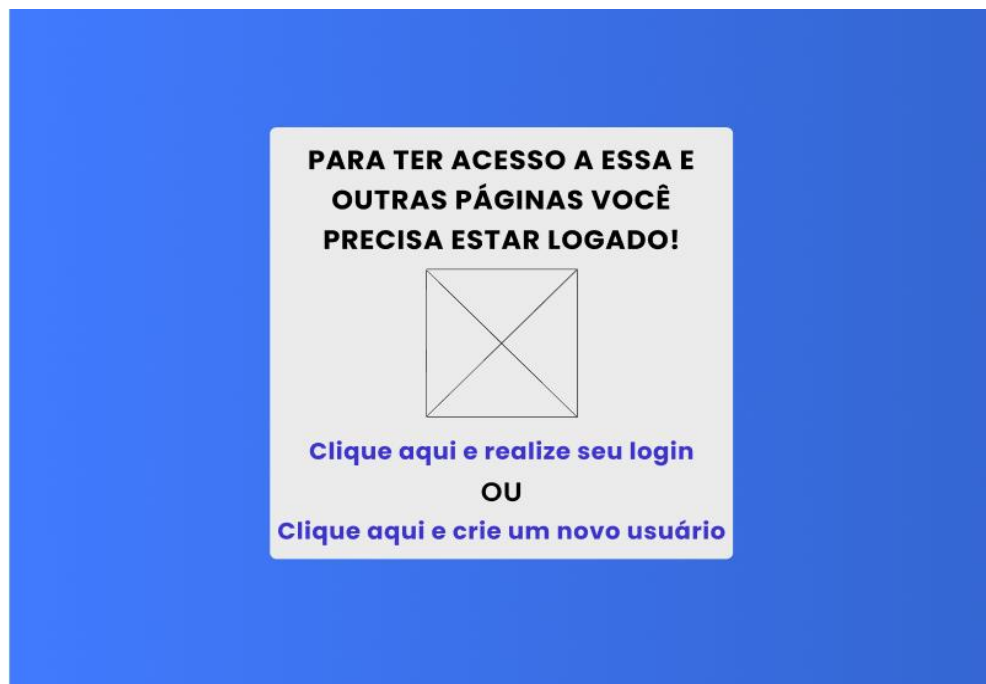 PARA TER ACESSO A ESSA E
OUTRAS PÁGINAS VOCÊ
PRECISA ESTAR LOGADO!
Clique aqui e realize seu login
OU
Clique aqui e crie um novo usuário